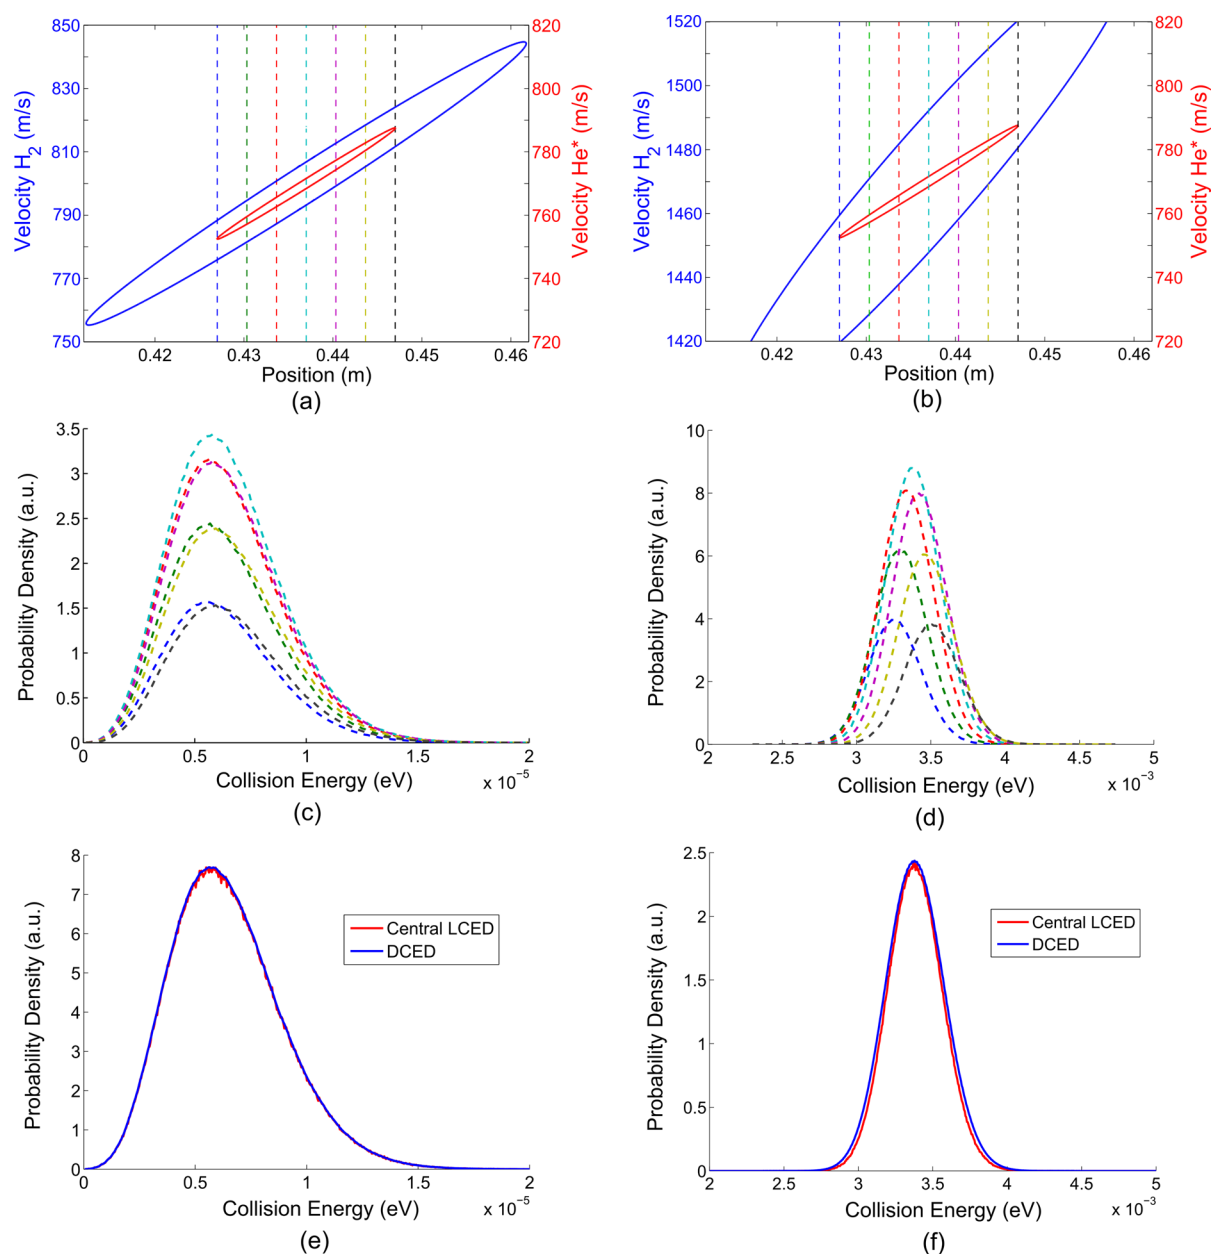 850
830
810
790
770
750
Velocity H2 (m/s)
820
800
780
760
740
720
Velocity He* (m/s)
0.42 0.43 0.44 0.45 0.46
Position (m)
(a)
1520
1500
1480
1460
1440
1420
Velocity H2 (m/s)
820
800
780
760
740
720
Velocity He* (m/s)
0.42 0.43 0.44 0.45 0.46
Position (m)
(b)
3.5
3
2.5
2
1.5
1
0.5
0
Probability Density (a.u.)
0 0.5 1 1.5 2
Collision Energy (eV) x 10-5
(c)
10
8
6
4
2
0
Probability Density (a.u.)
2 2.5 3 3.5 4 4.5 5
Collision Energy (eV) x 10-3
(d)
8
7
6
5
4
3
2
1
0
Probability Density (a.u.)
Central LCED
DCED
0 0.5 1 1.5 2
Collision Energy (eV) x 10-5
(e)
2.5
2
1.5
1
0.5
0
Probability Density (a.u.)
Central LCED
DCED
2 2.5 3 3.5 4 4.5 5
Collision Energy (eV) x 10-3
(f)